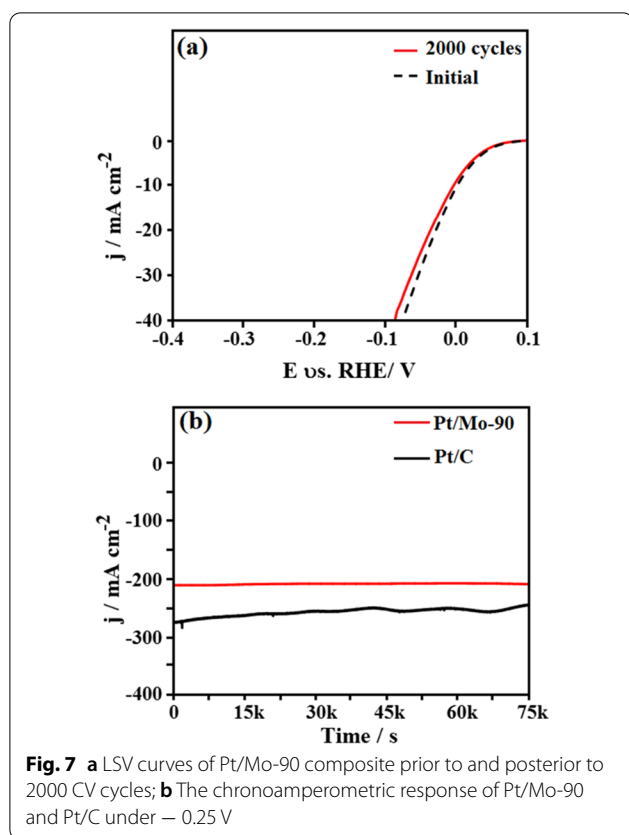 (a)
2000 cycles
Initial
j / mA cm-2
0
-10
-20
-30
-40
-0.4 -0.3 -0.2 -0.1 0.0 0.1
E υs. RHE/ V
(b)
Pt/Mo-90
Pt/C
j / mA cm-2
0
-100
-200
-300
-400
0 15k 30k 45k 60k 75k
Time / s
Fig. 7 a LSV curves of Pt/Mo-90 composite prior to and posterior to
2000 CV cycles; b The chronoamperometric response of Pt/Mo-90
and Pt/C under − 0.25 V